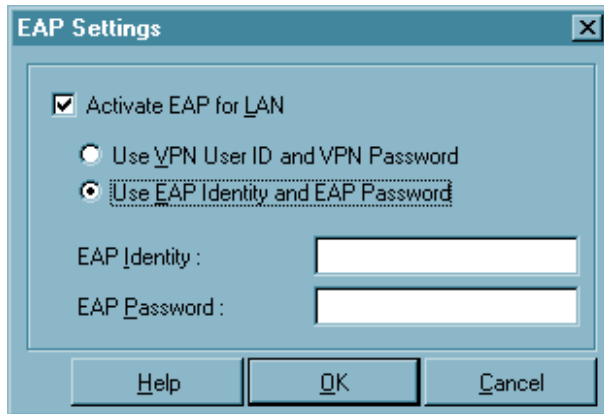 EAP Settings
Activate EAP for LAN
Use VPN User ID and VPN Password
Use EAP Identity and EAP Password
EAP Identity :
EAP Password :
Help OK Cancel